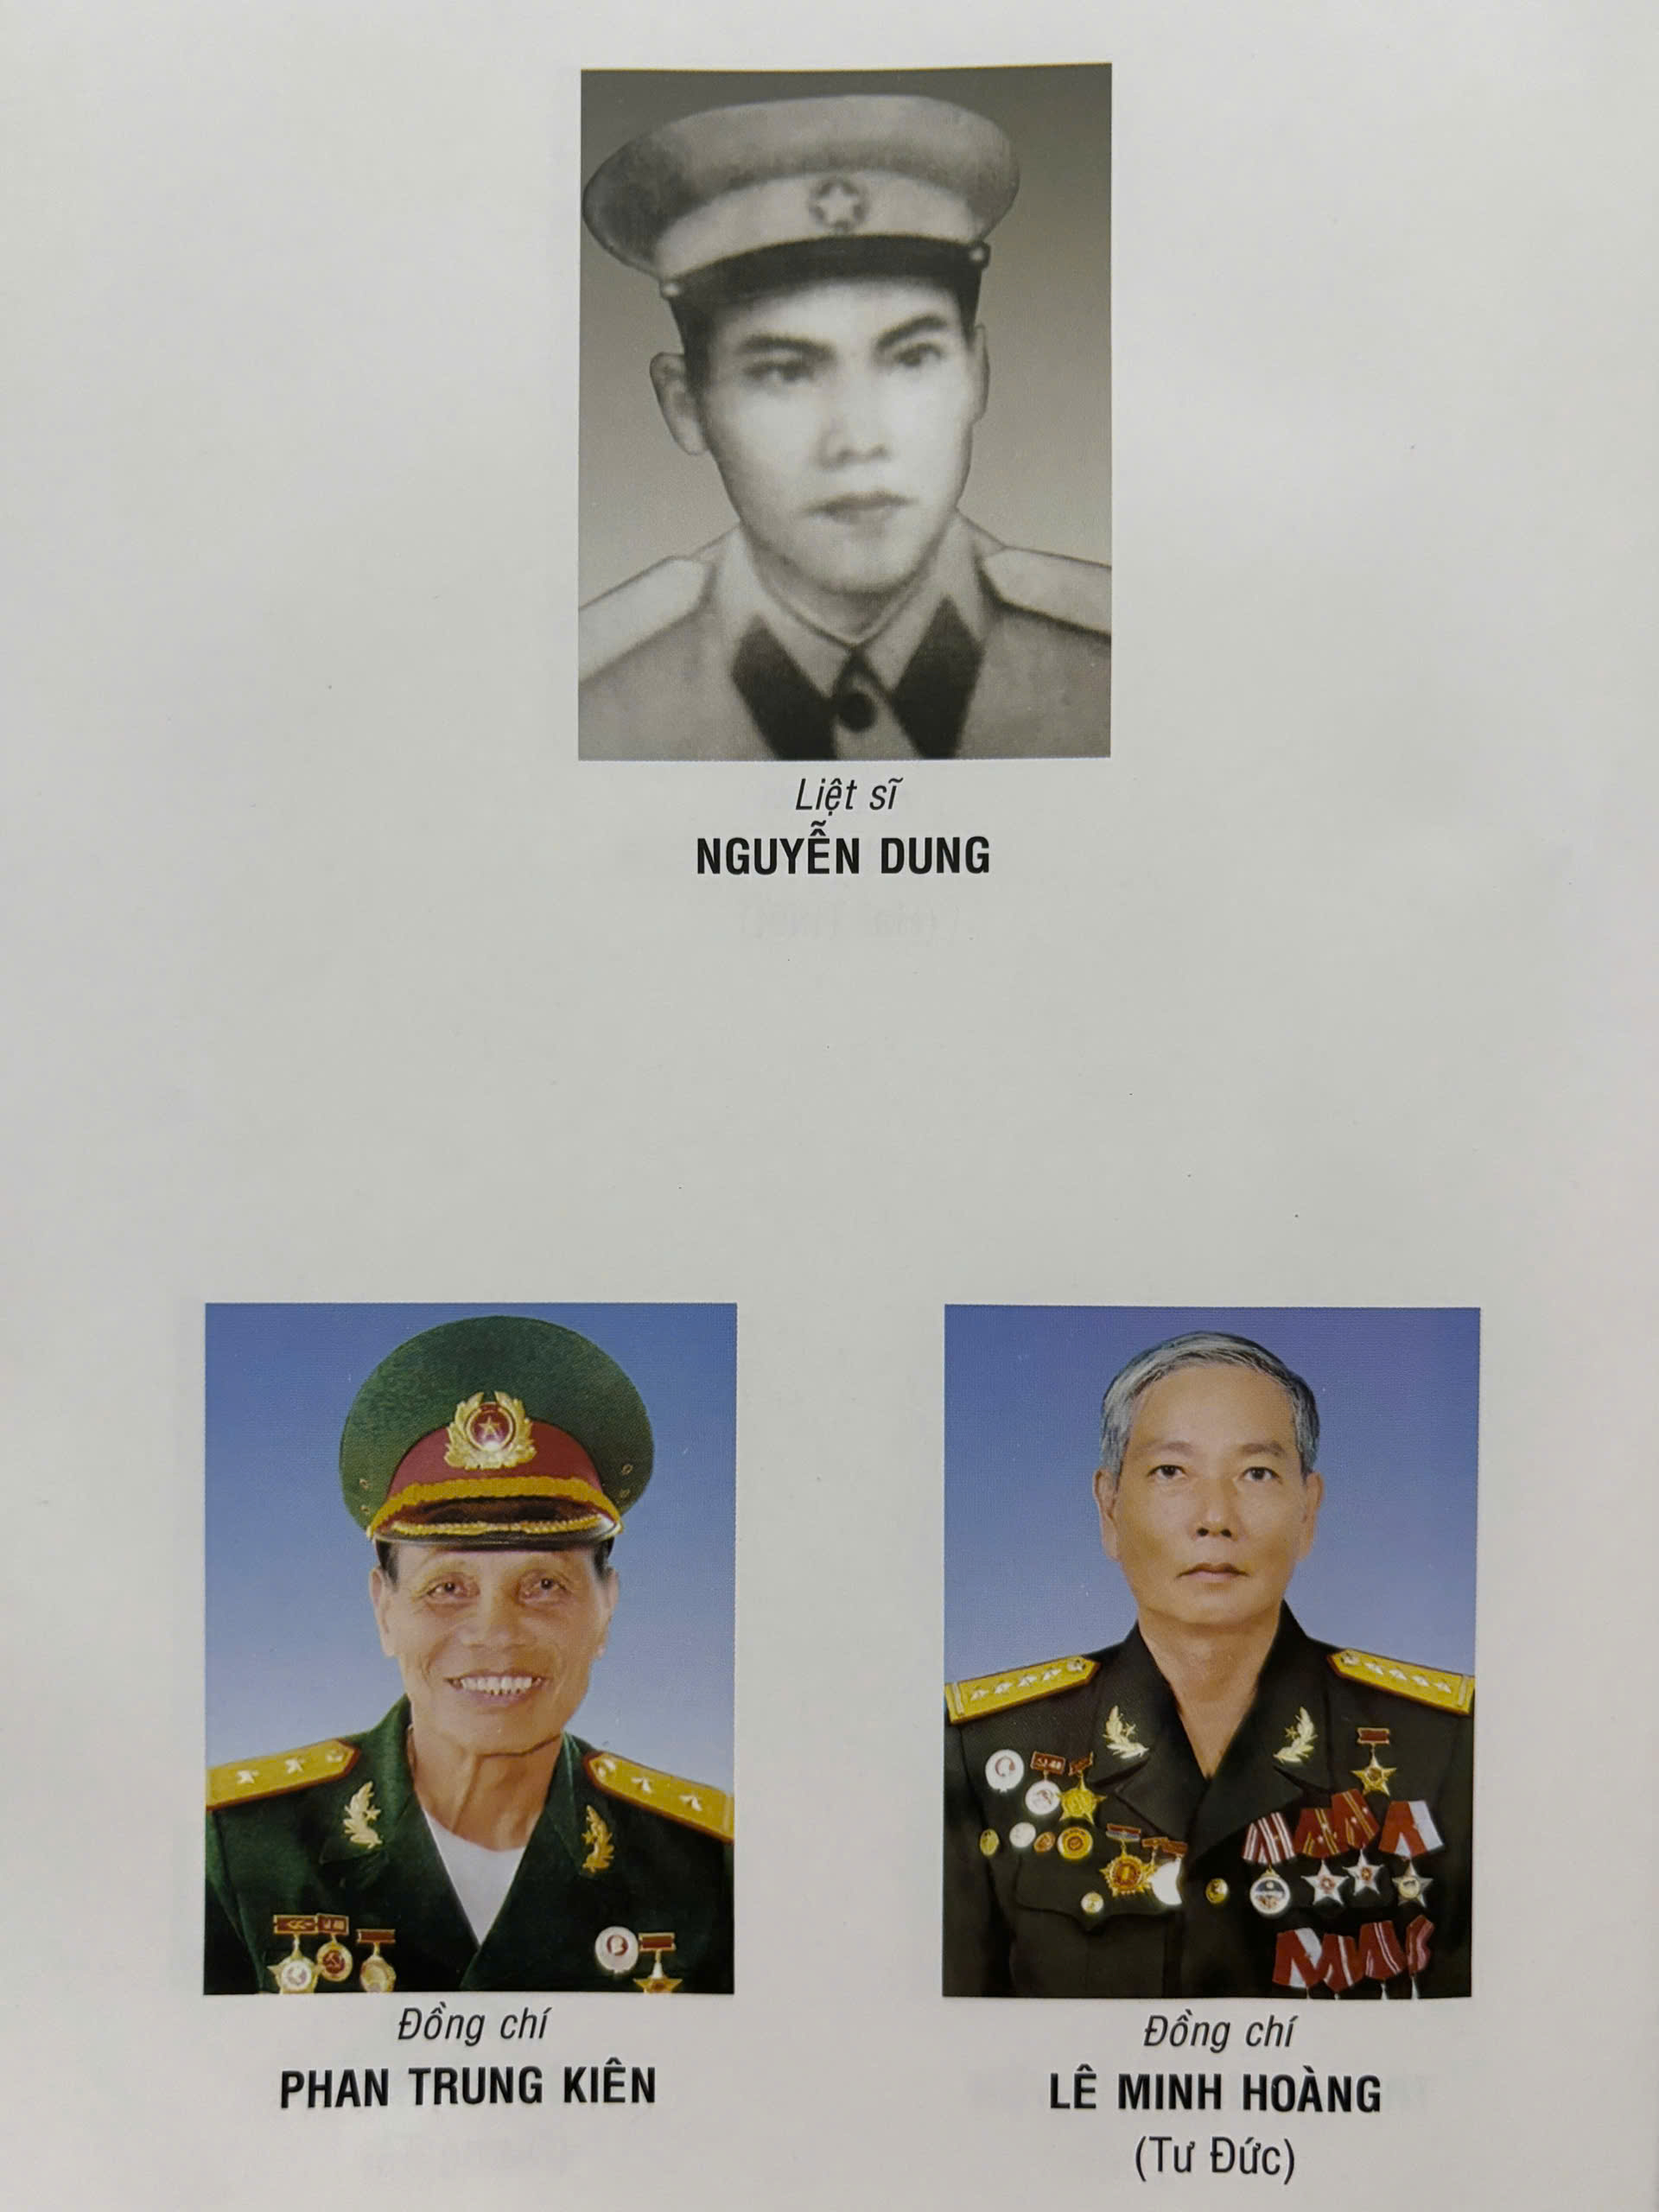 Liệt sĩ
NGUYỄN DUNG
Đồng chí
PHAN TRUNG KIÊN
Đồng chí
LÊ MINH HOÀNG
(Tư Đức)